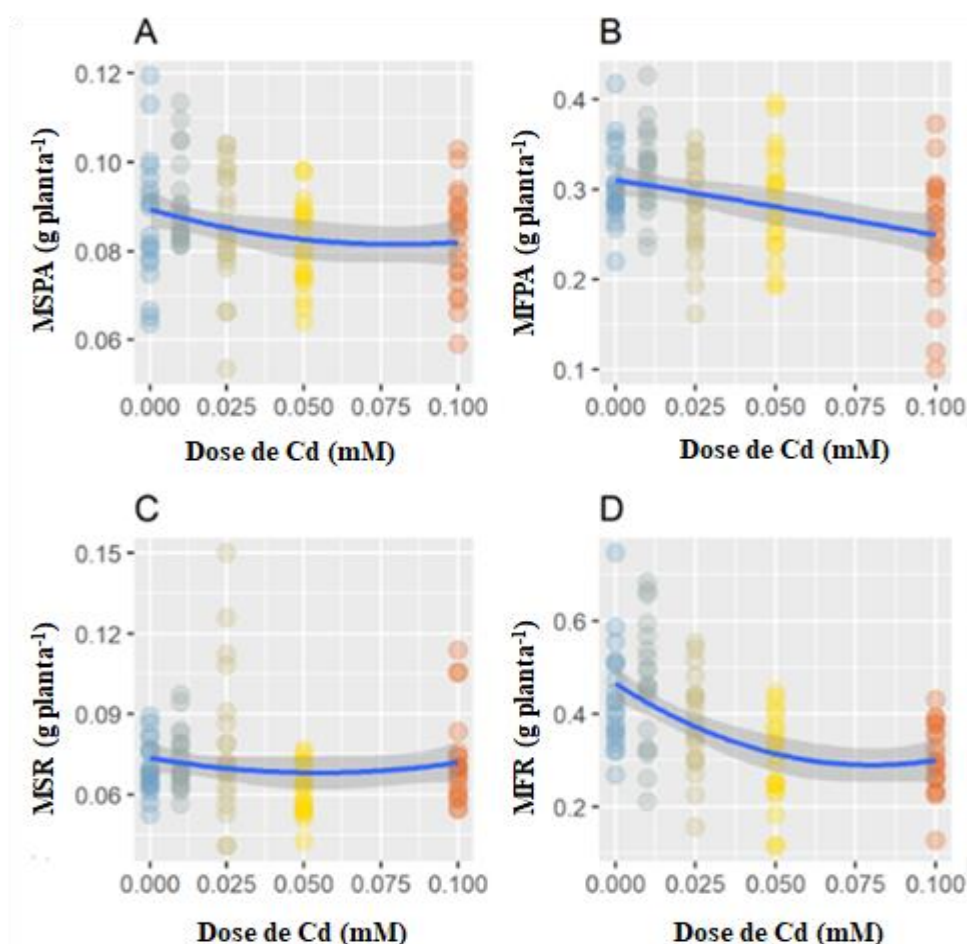 A
MSPA (g planta⁻¹)
0.12
0.10
0.08
0.06
0.000 0.025 0.050 0.075 0.100
Dose de Cd (mM)
B
MFPA (g planta⁻¹)
0.4
0.3
0.2
0.1
0.000 0.025 0.050 0.075 0.100
Dose de Cd (mM)
C
MSR (g planta⁻¹)
0.15
0.12
0.09
0.06
0.000 0.025 0.050 0.075 0.100
Dose de Cd (mM)
D
MFR (g planta⁻¹)
0.6
0.4
0.2
0.000 0.025 0.050 0.075 0.100
Dose de Cd (mM)